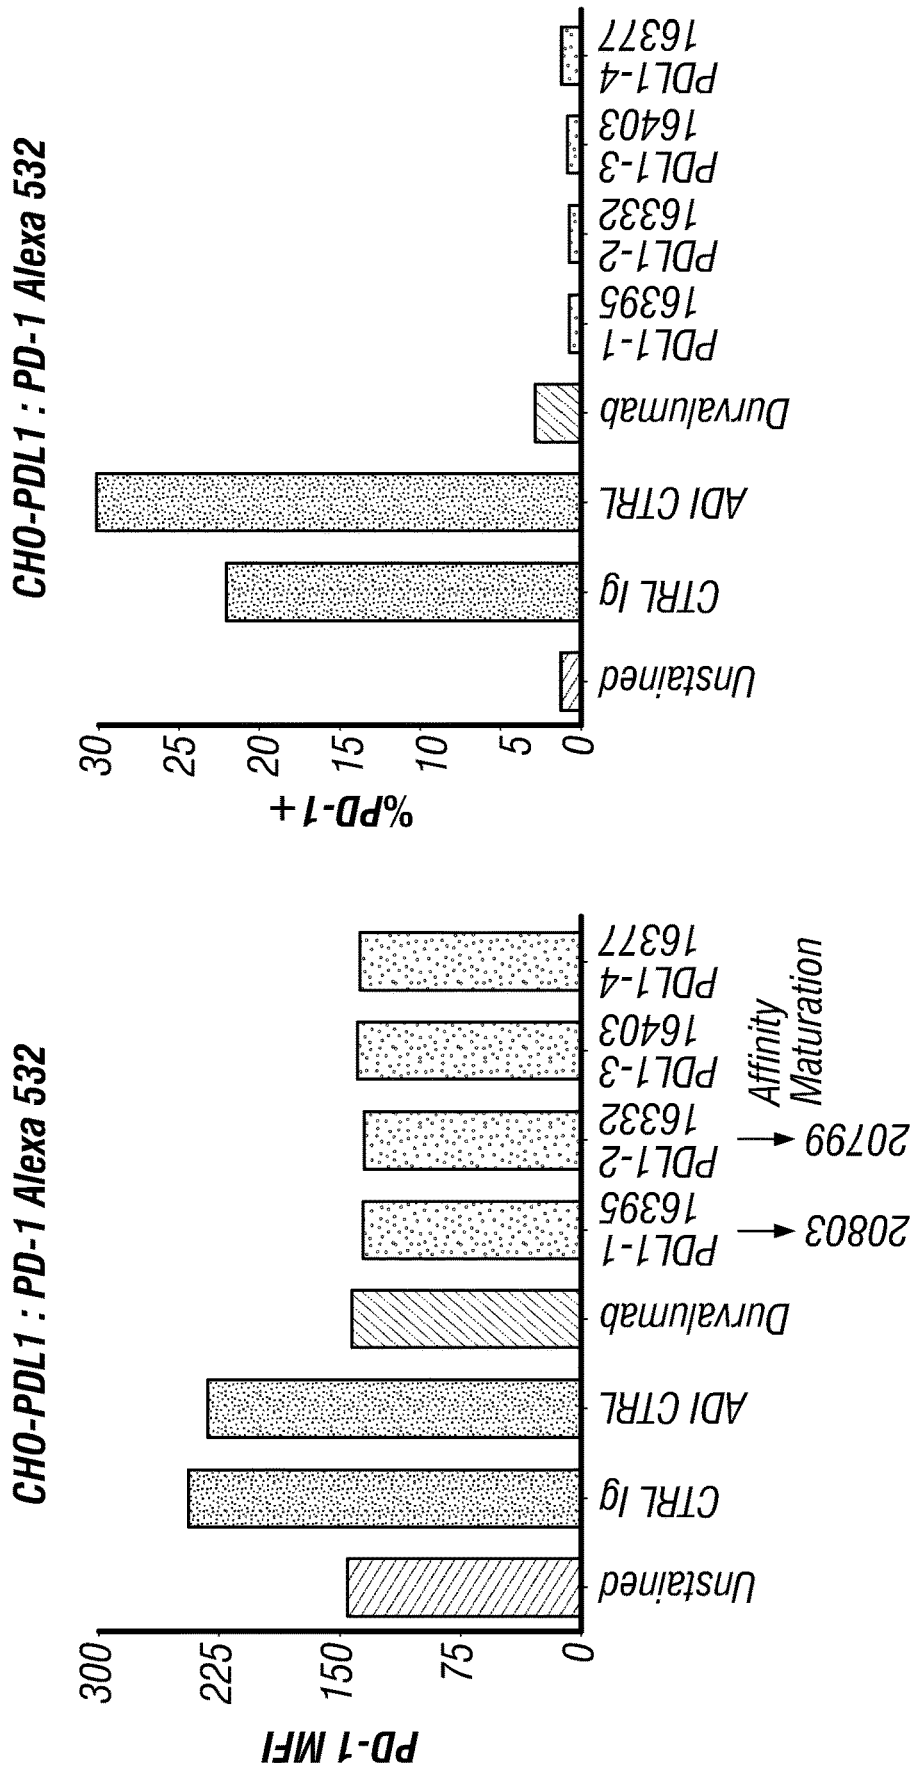 CHO-PDL1 : PD-1 Alexa 532
PD-1 MFI
300
225
150
75
0
Unstained
CTRL Ig
ADI CTRL
Durvalumab
16395
PDL1-1
20803
16332
PDL1-2
20799
16403
PDL1-3
16377
PDL1-4
Affinity
Maturation
CHO-PDL1 : PD-1 Alexa 532
%PD-1+
30
25
20
15
10
5
0
Unstained
CTRL Ig
ADI CTRL
Durvalumab
16395
PDL1-1
16332
PDL1-2
16403
PDL1-3
16377
PDL1-4